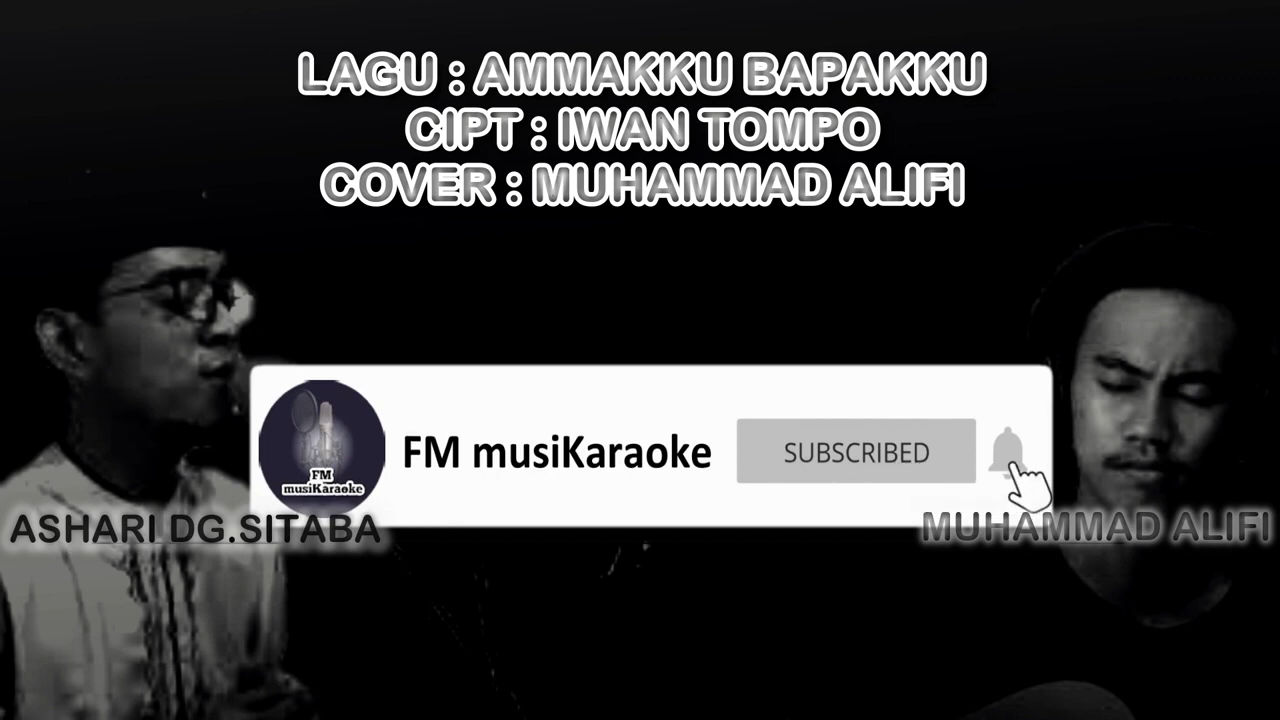 LAGU : AMMAKKU BAPAKKU
CIPT : IWAN TOMPO
COVER : MUHAMMAD ALIFI
FM musiKaraoke
SUBSCRIBED
FM
musiKaraoke
ASHARI DG.SITABA
MUHAMMAD ALIFI